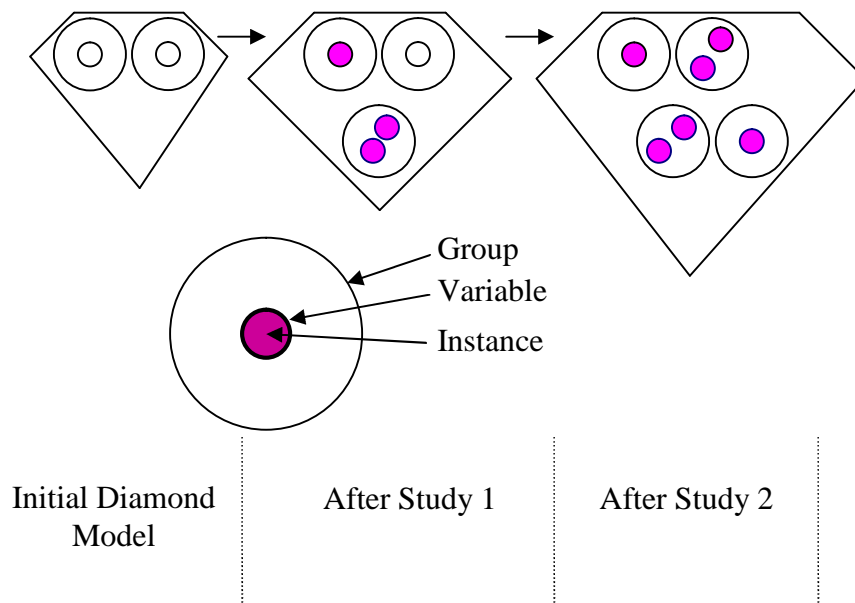 Group
Variable
Instance
Initial Diamond
Model
After Study 1
After Study 2